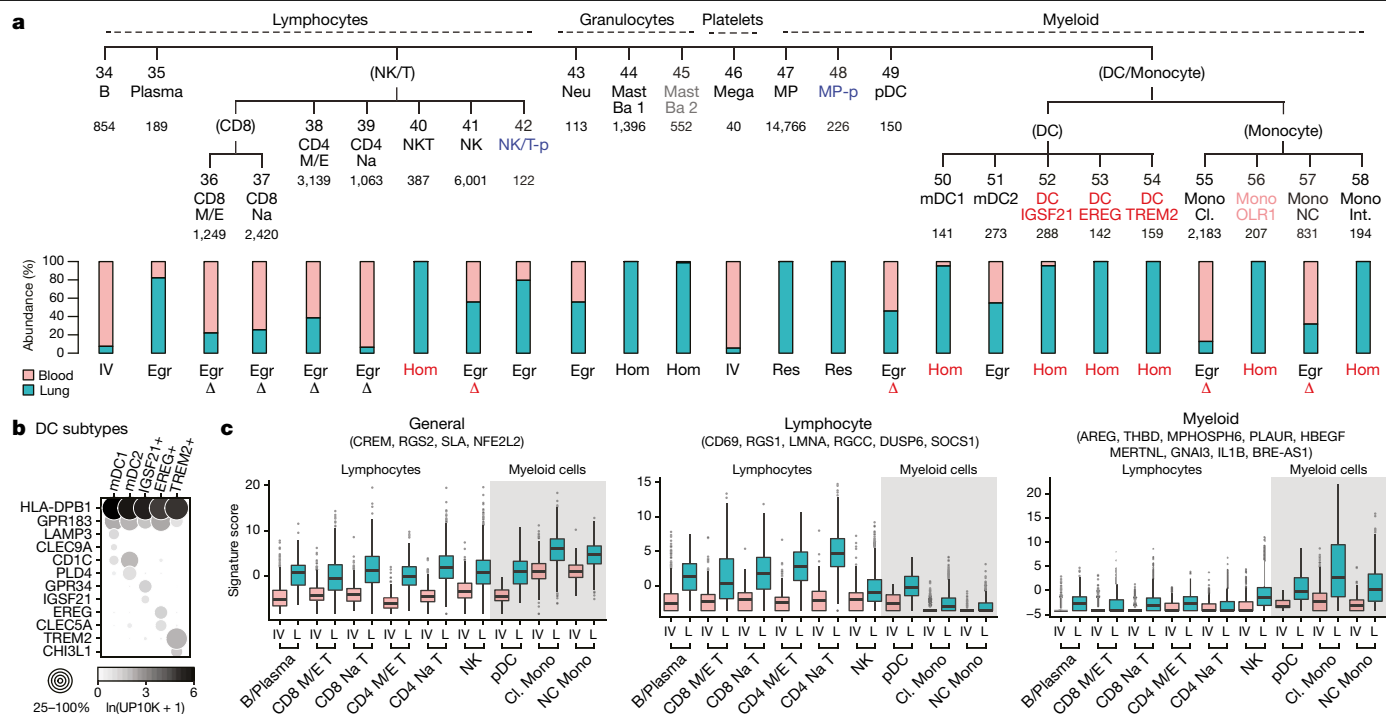 a
Lymphocytes
Granulocytes
Platelets
Myeloid
34
B
854
35
Plasma
189
(NK/T)
(CD8)
36
CD8
M/E
1,249
37
CD8
Na
2,420
38
CD4
M/E
3,139
39
CD4
Na
1,063
40
NKT
387
41
NK
6,001
42
NK/T-p
122
43
Neu
113
44
Mast
Ba 1
1,396
45
Mast
Ba 2
552
46
Mega
40
47
MP
14,766
48
MP-p
226
49
pDC
150
(DC/Monocyte)
(DC)
(Monocyte)
50
mDC1
141
51
mDC2
273
52
DC
IGSF21
288
53
DC
EREG
142
54
DC
TREM2
159
55
Mono
Cl.
2,183
56
Mono
OLR1
207
57
Mono
NC
831
58
Mono
Int.
194
Abundance (%)
100
80
60
40
20
0
Blood
Lung
IV Egr Egr Egr Egr Egr Hom Egr Egr Egr Hom Hom IV Res Res Egr Hom Egr Hom Hom Hom Egr Hom Egr Hom
Δ Δ Δ Δ Δ Δ Δ Δ
b DC subtypes
mDC1
mDC2
IGSF21+
EREG+
TREM2+
HLA-DPB1
GPR183
LAMP3
CLEC9A
CD1C
PLD4
GPR34
IGSF21
EREG
CLEC5A
TREM2
CHI3L1
25–100%
0 3 6
ln(UP10K + 1)
c
General
(CREM, RGS2, SLA, NFE2L2)
Lymphocytes
Myeloid cells
Signature score
20
10
0
IV L IV L IV L IV L IV L IV L IV L IV L IV L
B/Plasma
CD8 M/E T
CD8 Na T
CD4 M/E T
CD4 Na T
NK
pDC
Cl. Mono
NC Mono
Lymphocyte
(CD69, RGS1, LMNA, RGCC, DUSP6, SOCS1)
Lymphocytes
Myeloid cells
15
10
5
0
IV L IV L IV L IV L IV L IV L IV L IV L IV L
B/Plasma
CD8 M/E T
CD8 Na T
CD4 M/E T
CD4 Na T
NK
pDC
Cl. Mono
NC Mono
Myeloid
(AREG, THBD, MPHOSPH6, PLAUR, HBEGF
MERTNL, GNAI3, IL1B, BRE-AS1)
Lymphocytes
Myeloid cells
20
15
10
5
0
−5
IV L IV L IV L IV L IV L IV L IV L IV L IV L
B/Plasma
CD8 M/E T
CD8 Na T
CD4 M/E T
CD4 Na T
NK
pDC
Cl. Mono
NC Mono